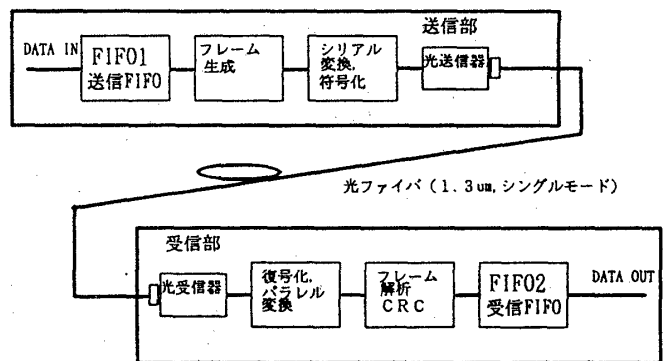 送信部
DATA IN
FIFO1
送信FIFO
フレーム
生成
シリアル
変換,
符号化
光送信器
光ファイバ（1.3um,シングルモード）
受信部
光受信器
復号化,
パラレル
変換
フレーム
解析
CRC
FIFO2
受信FIFO
DATA OUT